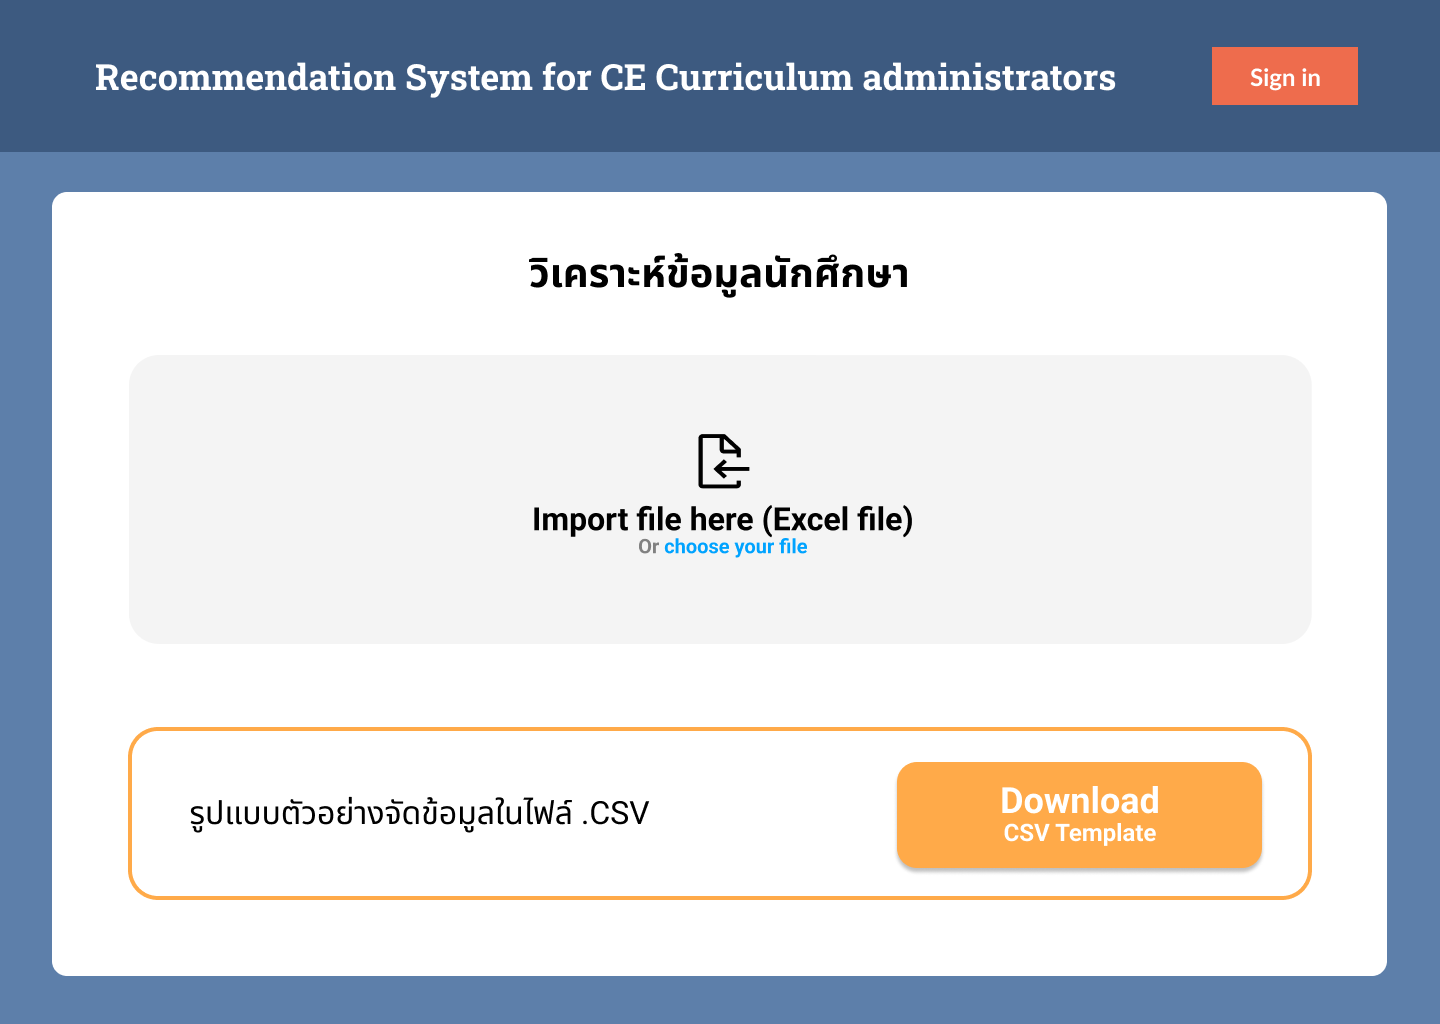 Recommendation System for CE Curriculum administrators
Sign in
วิเคราะห์ข้อมูลนักศึกษา
Import file here (Excel file)
Or choose your file
รูปแบบตัวอย่างจัดข้อมูลในไฟล์ .CSV
Download
CSV Template